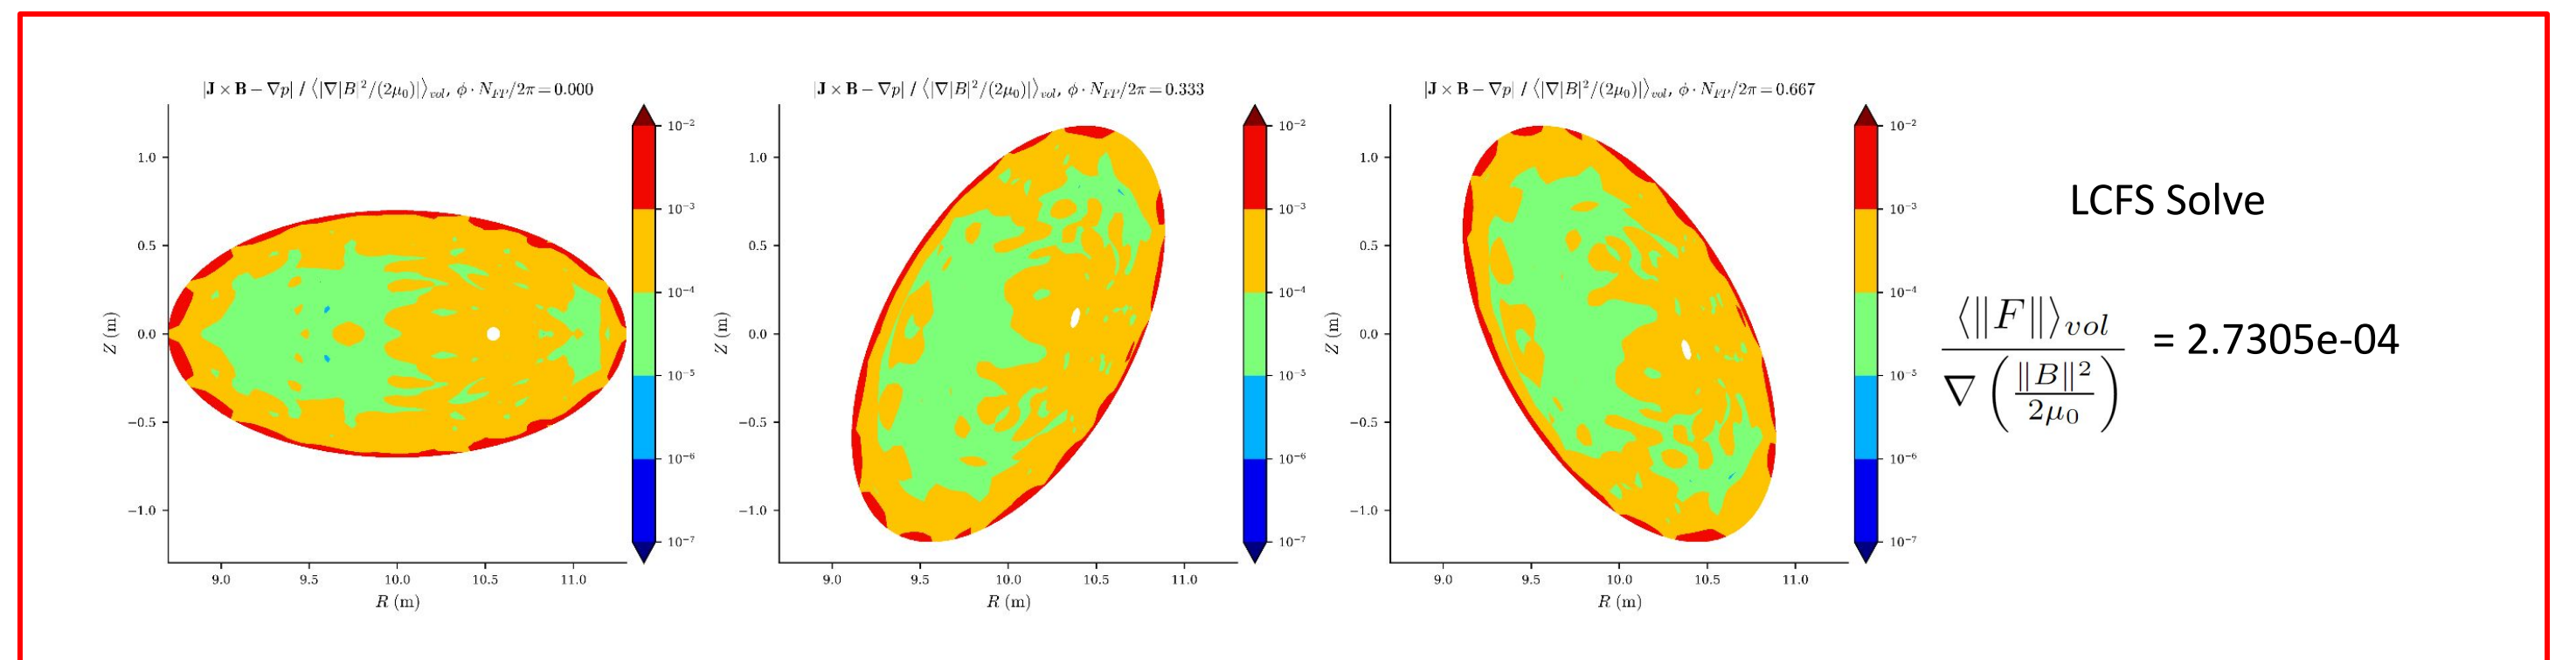 |J × B − ∇p| / ⟨|∇|B|²/(2μ₀)|⟩vol, ϕ · N_FP/2π = 0.000
Z (m)
1.0
0.5
0.0
−0.5
−1.0
9.0 9.5 10.0 10.5 11.0
R (m)
10⁻²
10⁻³
10⁻⁴
10⁻⁵
10⁻⁶
10⁻⁷
|J × B − ∇p| / ⟨|∇|B|²/(2μ₀)|⟩vol, ϕ · N_FP/2π = 0.333
Z (m)
1.0
0.5
0.0
−0.5
−1.0
9.0 9.5 10.0 10.5 11.0
R (m)
10⁻²
10⁻³
10⁻⁴
10⁻⁵
10⁻⁶
10⁻⁷
|J × B − ∇p| / ⟨|∇|B|²/(2μ₀)|⟩vol, ϕ · N_FP/2π = 0.667
Z (m)
1.0
0.5
0.0
−0.5
−1.0
9.0 9.5 10.0 10.5 11.0
R (m)
10⁻²
10⁻³
10⁻⁴
10⁻⁵
10⁻⁶
10⁻⁷
LCFS Solve
⟨‖F‖⟩vol
∇ (‖B‖² / 2μ₀)
= 2.7305e-04